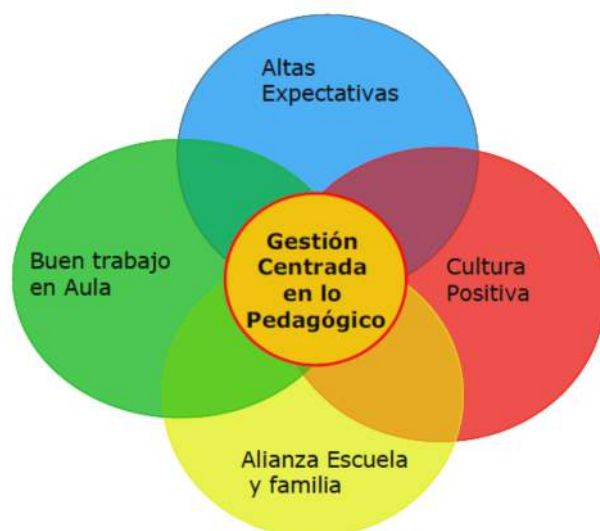 Altas
Expectativas
Buen trabajo
en Aula
Gestión
Centrada
en lo
Pedagógico
Cultura
Positiva
Alianza Escuela
y familia